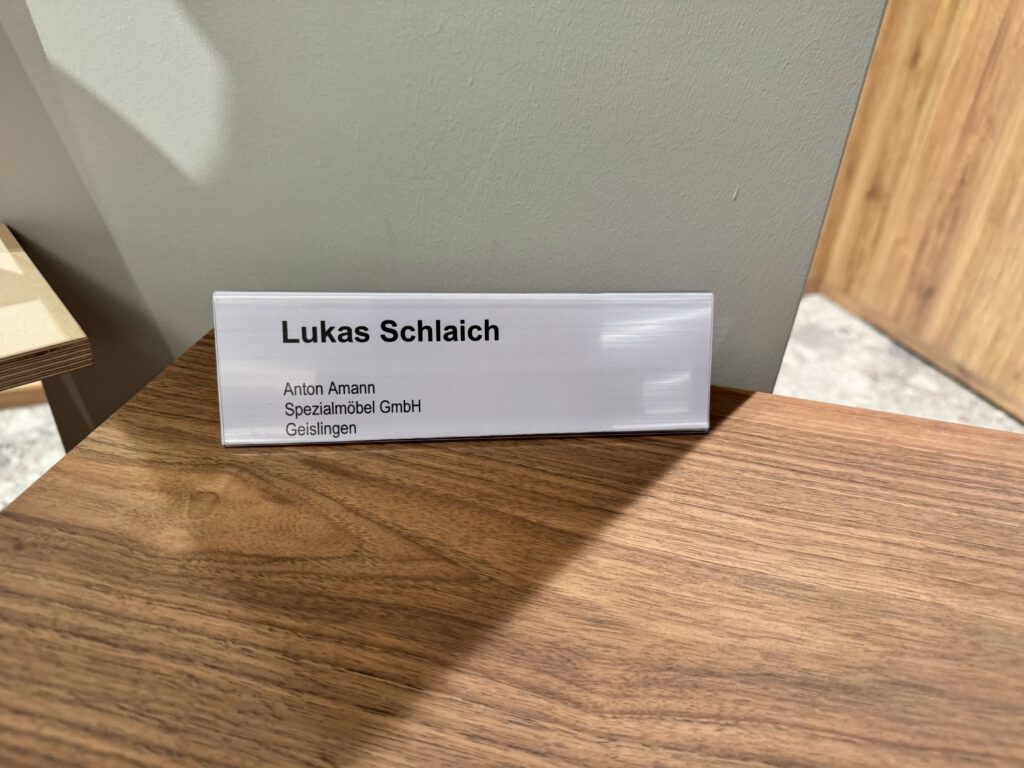 Lukas Schlaich
Anton Amann
Spezialmöbel GmbH
Geislingen